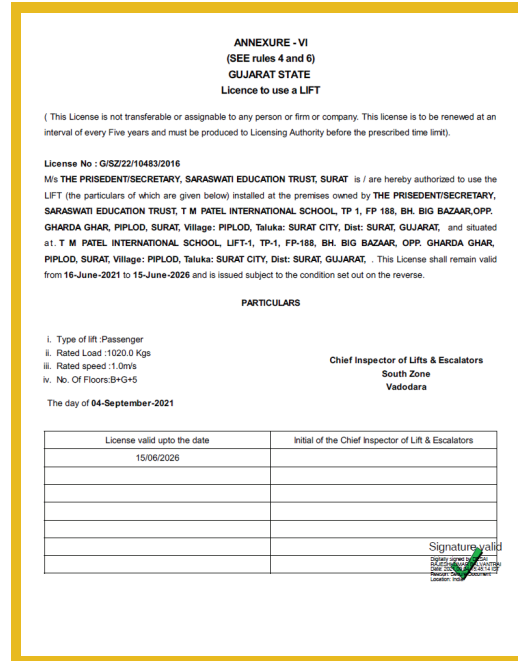 ANNEXURE - VI
(SEE rules 4 and 6)
GUJARAT STATE
Licence to use a LIFT
( This License is not transferable or assignable to any person or firm or company. This license is to be renewed at an
interval of every Five years and must be produced to Licensing Authority before the prescribed time limit).
License No : G/SZ/22/10483/2016
M/s THE PRISEDENT/SECRETARY, SARASWATI EDUCATION TRUST, SURAT is / are hereby authorized to use the
LIFT (the particulars of which are given below) installed at the premises owned by THE PRISEDENT/SECRETARY,
SARASWATI EDUCATION TRUST, T M PATEL INTERNATIONAL SCHOOL, TP 1, FP 188, BH. BIG BAZAAR,OPP.
GHARDA GHAR, PIPLOD, SURAT, Village: PIPLOD, Taluka: SURAT CITY, Dist: SURAT, GUJARAT, and situated
at. T M PATEL INTERNATIONAL SCHOOL, LIFT-1, TP-1, FP-188, BH. BIG BAZAAR, OPP. GHARDA GHAR,
PIPLOD, SURAT, Village: PIPLOD, Taluka: SURAT CITY, Dist: SURAT, GUJARAT, . This License shall remain valid
from 16-June-2021 to 15-June-2026 and is issued subject to the condition set out on the reverse.
PARTICULARS
i. Type of lift :Passenger
ii. Rated Load :1020.0 Kgs
iii. Rated speed :1.0m/s
iv. No. Of Floors:B+G+5
Chief Inspector of Lifts & Escalators
South Zone
Vadodara
The day of 04-September-2021
License valid upto the date Initial of the Chief Inspector of Lift & Escalators
15/06/2026
Signature valid
Digitally signed by DESAI
Location: India